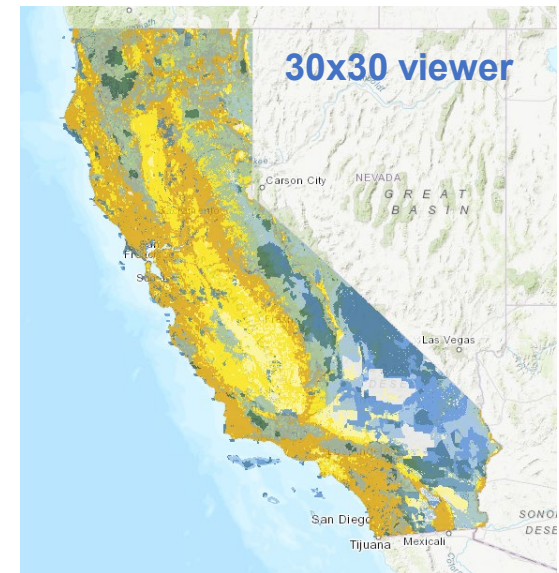 30x30 viewer
Carson City
NEVADA
GREAT
BASIN
Las Vegas
San Diego
Tijuana
Mexicali
SONO
DESE